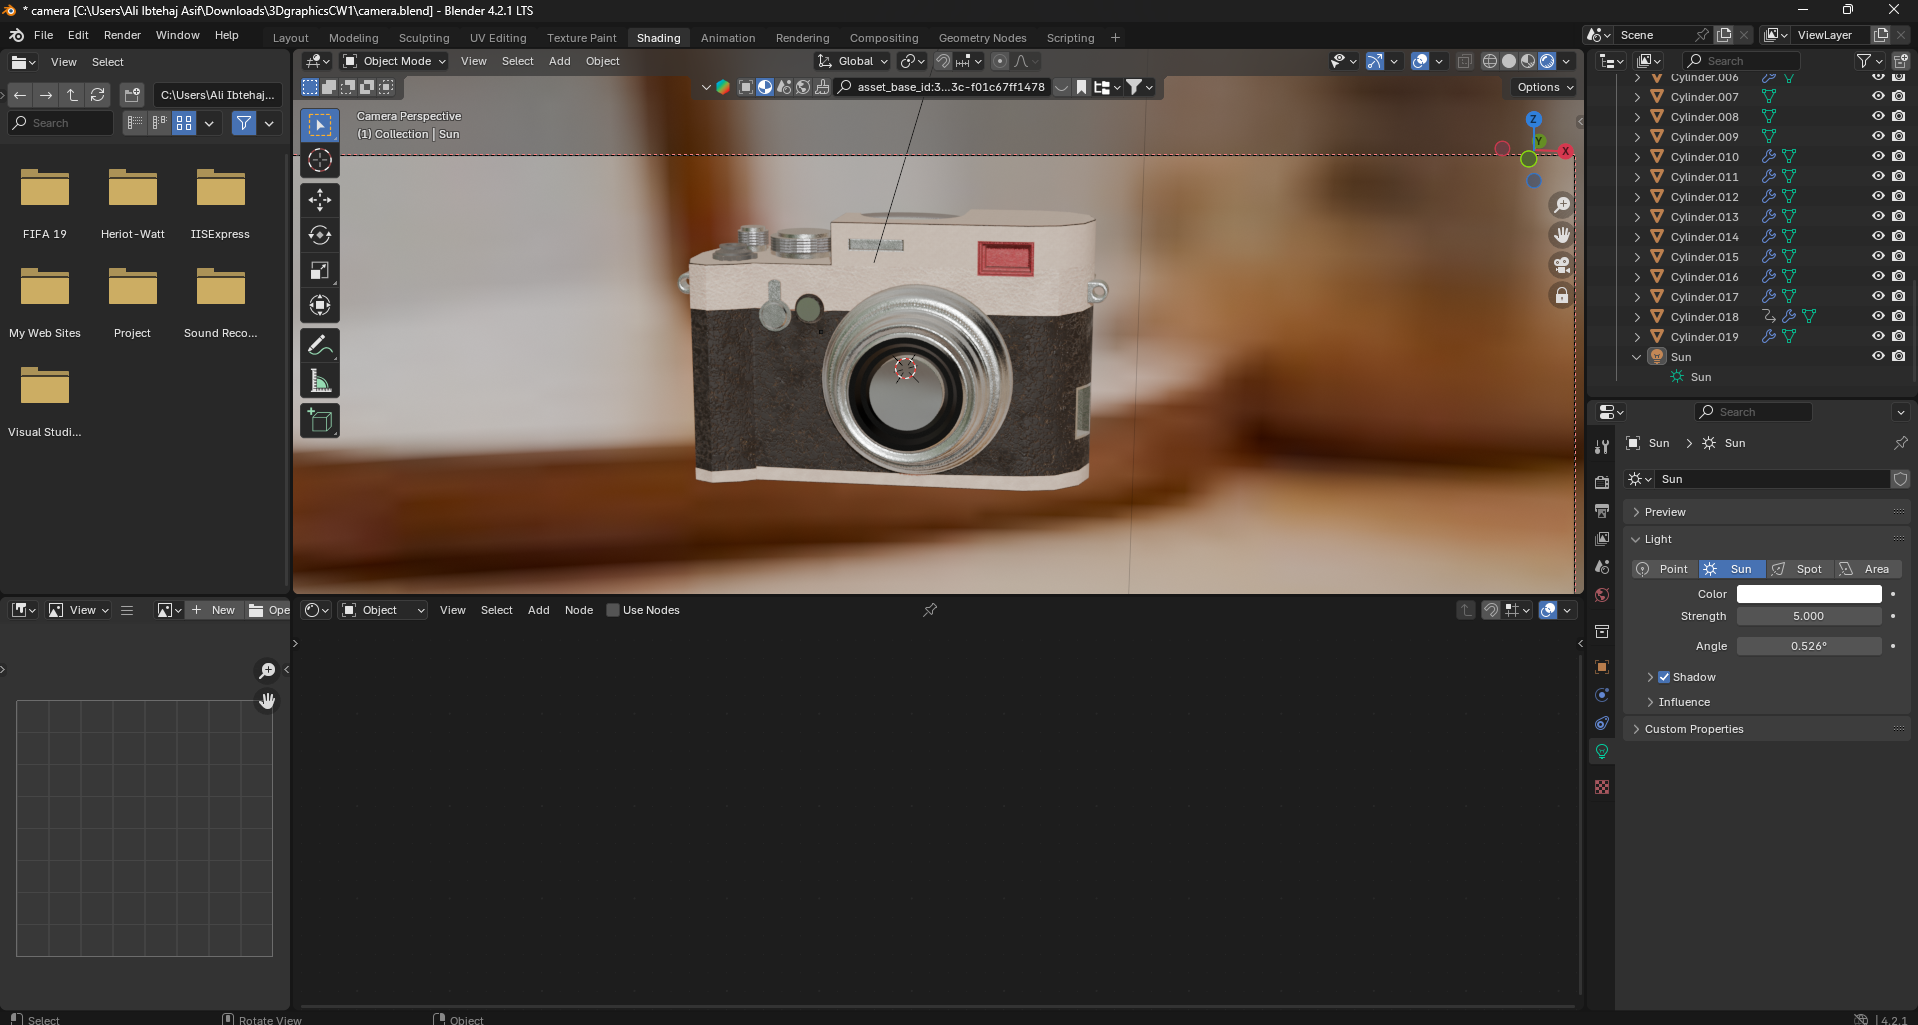 * camera [C:\Users\Ali Ibtehaj Asif\Downloads\3DgraphicsCW1\camera.blend] - Blender 4.2.1 LTS
File Edit Render Window Help
Layout Modeling Sculpting UV Editing Texture Paint Shading Animation Rendering Compositing Geometry Nodes Scripting +
Scene
ViewLayer
View Select
Object Mode View Select Add Object
Global
Search
C:\Users\Ali Ibtehaj...
asset_base_id:3...3c-f01c67ff1478
Options
Search
Camera Perspective
(1) Collection | Sun
Z
Y
X
FIFA 19
Heriot-Watt
IISExpress
My Web Sites
Project
Sound Reco...
Visual Studi...
Cylinder.006
Cylinder.007
Cylinder.008
Cylinder.009
Cylinder.010
Cylinder.011
Cylinder.012
Cylinder.013
Cylinder.014
Cylinder.015
Cylinder.016
Cylinder.017
Cylinder.018
Cylinder.019
Sun
Sun
Search
Sun > Sun
Sun
Preview
Light
Point Sun Spot Area
Color
Strength 5.000
Angle 0.526°
Shadow
Influence
Custom Properties
View
+ New
Ope
Object View Select Add Node Use Nodes
Select
Rotate View
Object
4.2.1